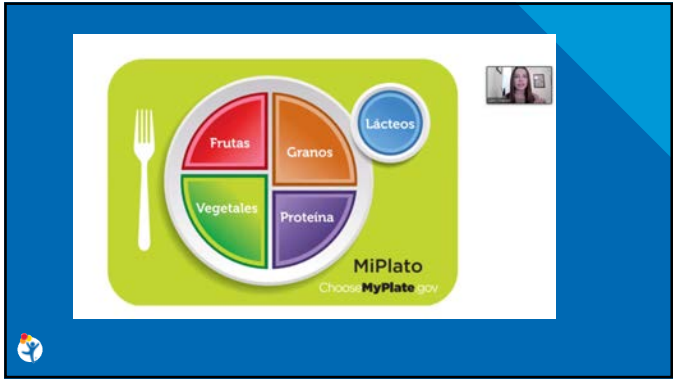 Frutas
Granos
Lácteos
Vegetales
Proteína
MiPlato
ChooseMyPlate.gov